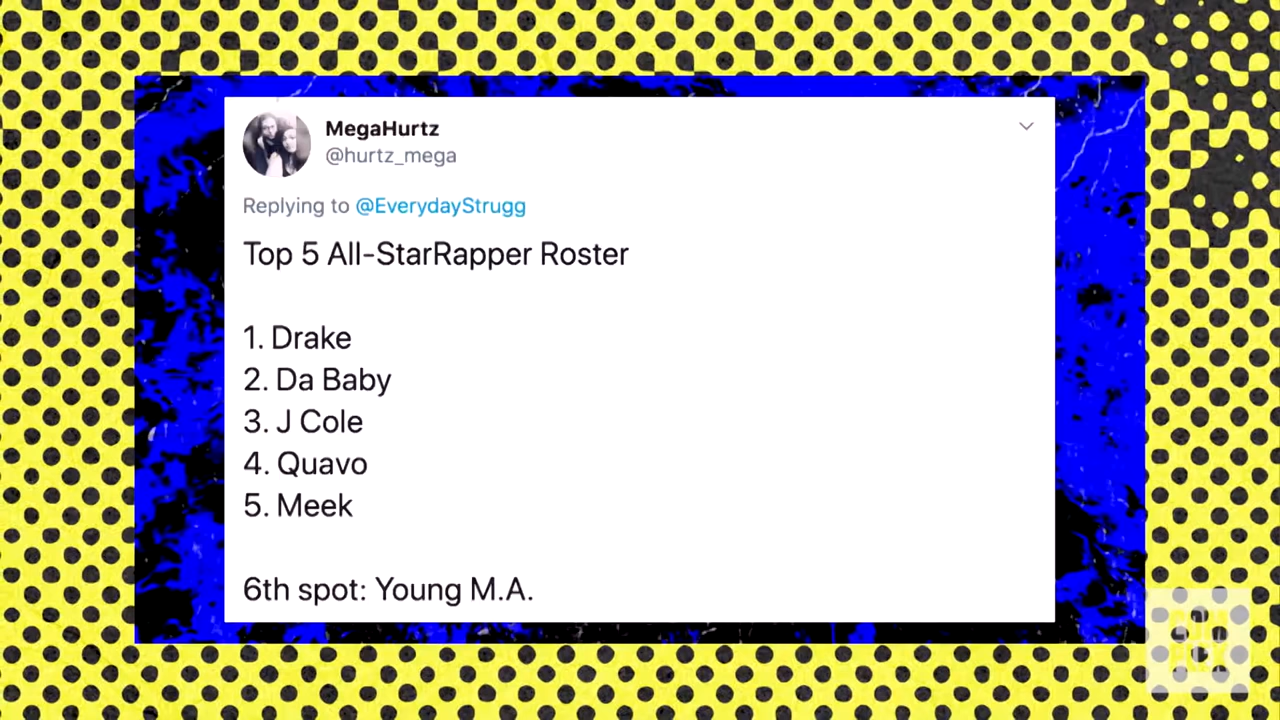 MegaHurtz
@hurtz_mega
Replying to @EverydayStrugg
Top 5 All-StarRapper Roster
1. Drake
2. Da Baby
3. J Cole
4. Quavo
5. Meek
6th spot: Young M.A.